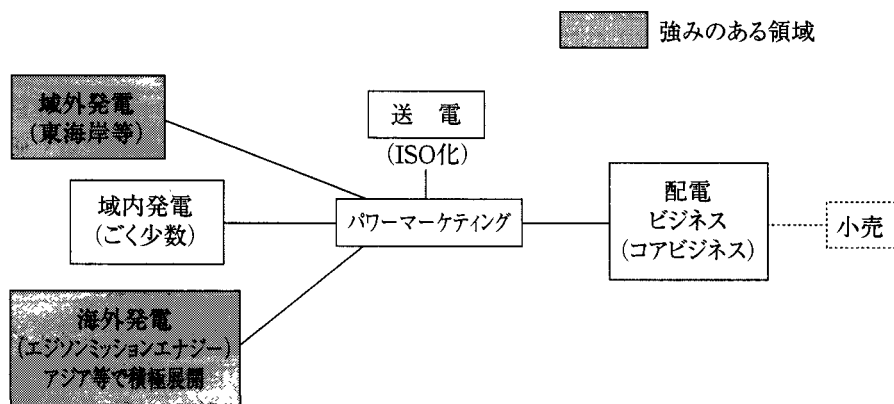 強みのある領域
域外発電
(東海岸等)
送 電
(ISO化)
域内発電
(ごく少数)
パワーマーケティング
配電
ビジネス
(コアビジネス)
小売
海外発電
(エジソンミッションエナジー)
アジア等で積極展開